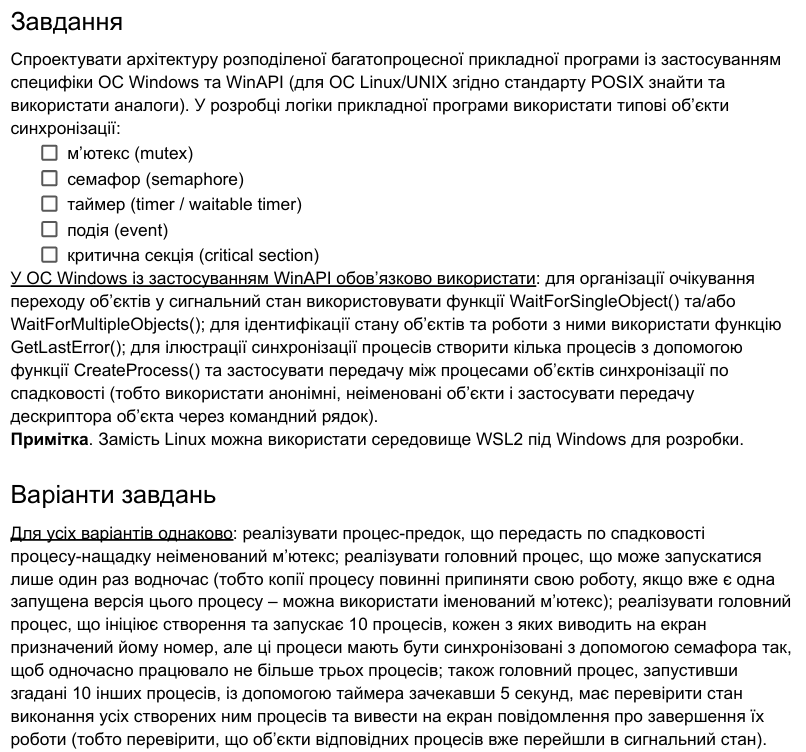 Завдання
Спроектувати архітектуру розподіленої багатопроцесної прикладної програми із застосуванням
специфіки ОС Windows та WinAPI (для ОС Linux/UNIX згідно стандарту POSIX знайти та
використати аналоги). У розробці логіки прикладної програми використати типові об’єкти
синхронізації:
м’ютекс (mutex)
семафор (semaphore)
таймер (timer / waitable timer)
подія (event)
критична секція (critical section)
У ОС Windows із застосуванням WinAPI обов’язково використати: для організації очікування
переходу об’єктів у сигнальний стан використовувати функції WaitForSingleObject() та/або
WaitForMultipleObjects(); для ідентифікації стану об’єктів та роботи з ними використати функцію
GetLastError(); для ілюстрації синхронізації процесів створити кілька процесів з допомогою
функції CreateProcess() та застосувати передачу між процесами об’єктів синхронізації по
спадковості (тобто використати анонімні, неіменовані об’єкти і застосувати передачу
дескриптора об’єкта через командний рядок).
Примітка. Замість Linux можна використати середовище WSL2 під Windows для розробки.
Варіанти завдань
Для усіх варіантів однаково: реалізувати процес-предок, що передасть по спадковості
процесу-нащадку неіменований м’ютекс; реалізувати головний процес, що може запускатися
лише один раз водночас (тобто копії процесу повинні припиняти свою роботу, якщо вже є одна
запущена версія цього процесу – можна використати іменований м’ютекс); реалізувати головний
процес, що ініціює створення та запускає 10 процесів, кожен з яких виводить на екран
призначений йому номер, але ці процеси мають бути синхронізовані з допомогою семафора так,
щоб одночасно працювало не більше трьох процесів; також головний процес, запустивши
згадані 10 інших процесів, із допомогою таймера зачекавши 5 секунд, має перевірити стан
виконання усіх створених ним процесів та вивести на екран повідомлення про завершення їх
роботи (тобто перевірити, що об’єкти відповідних процесів вже перейшли в сигнальний стан).